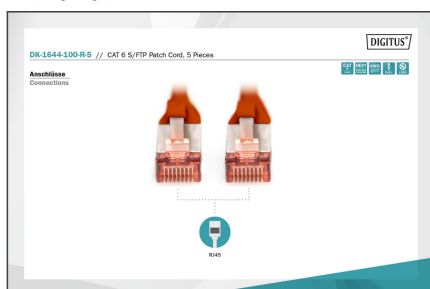 DIGITUS®
DK-1644-100-R-5 // CAT 6 S/FTP Patch Cord, 5 Pieces
Anschlüsse
Connections
RJ45